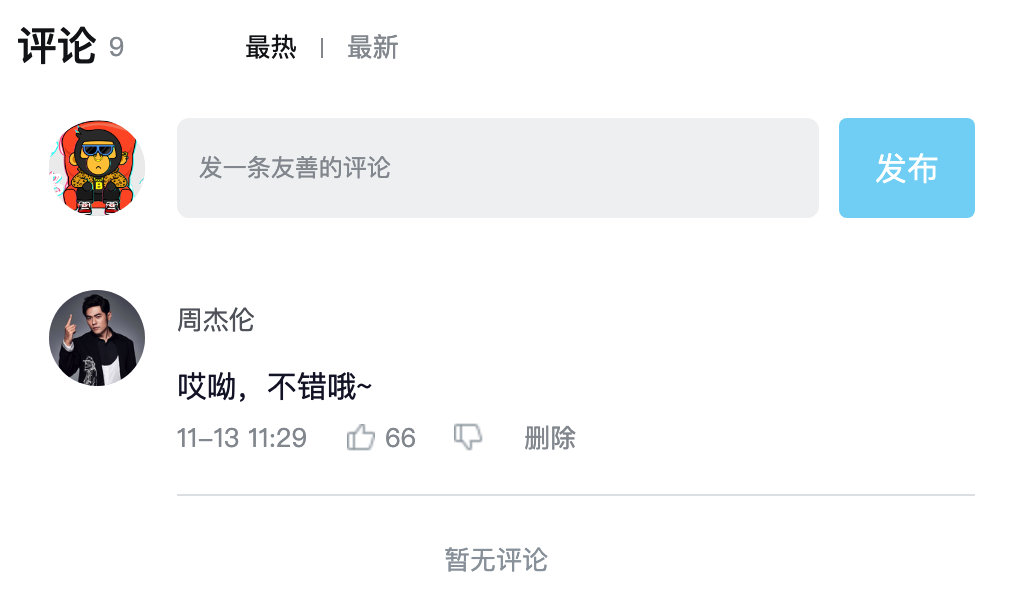 评论 9 最热 | 最新
发一条友善的评论 发布
周杰伦
哎呦，不错哦~
11-13 11:29 66 删除
暂无评论